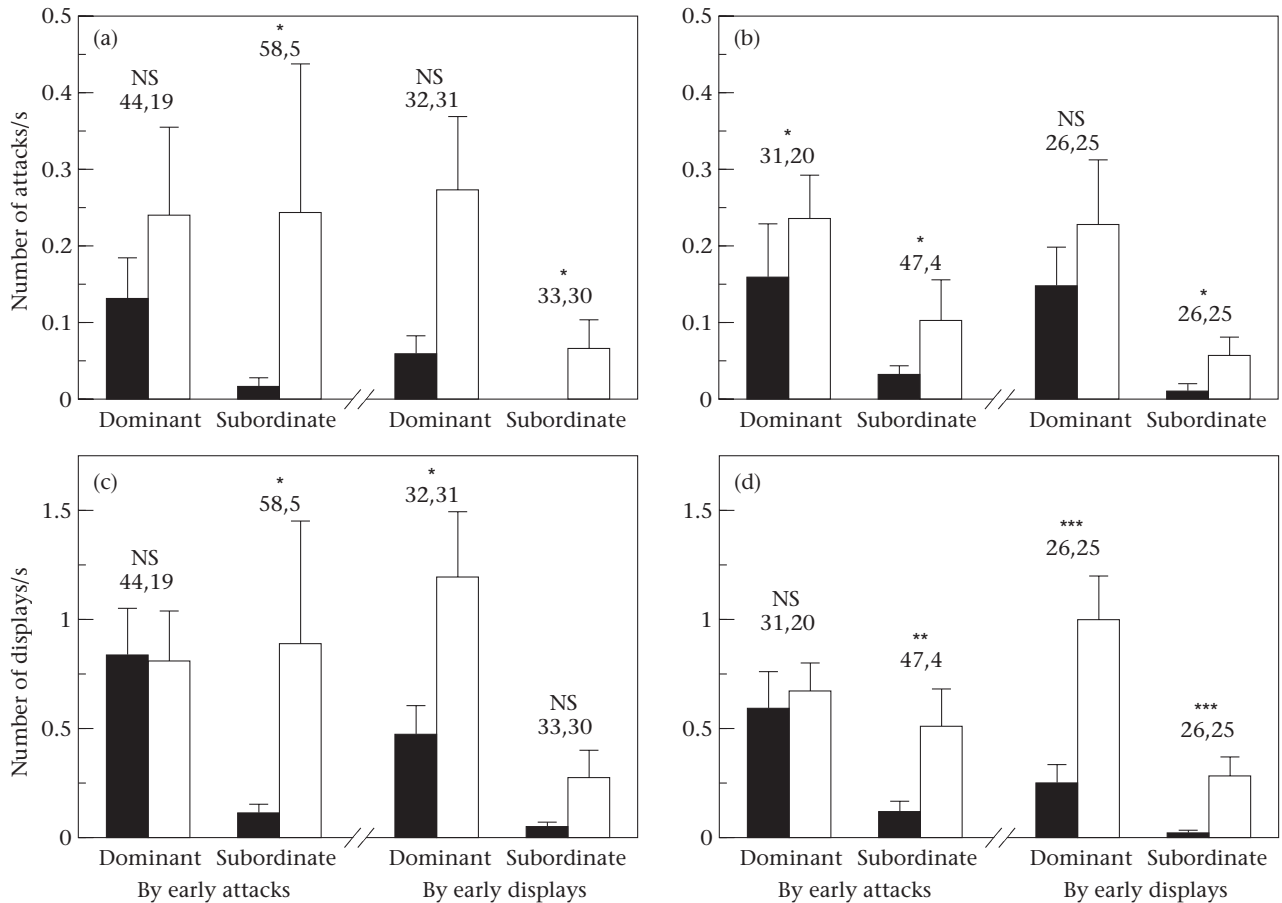 Number of attacks/s
0.5
0.4
0.3
0.2
0.1
0
(a)
NS
44,19
*
58,5
NS
32,31
*
33,30
Dominant Subordinate Dominant Subordinate
0.5
0.4
0.3
0.2
0.1
0
(b)
*
31,20
*
47,4
NS
26,25
*
26,25
Dominant Subordinate Dominant Subordinate
Number of displays/s
1.5
1
0.5
0
(c)
NS
44,19
*
58,5
*
32,31
NS
33,30
Dominant Subordinate Dominant Subordinate
By early attacks By early displays
1.5
1
0.5
0
(d)
NS
31,20
**
47,4
***
26,25
***
26,25
Dominant Subordinate Dominant Subordinate
By early attacks By early displays